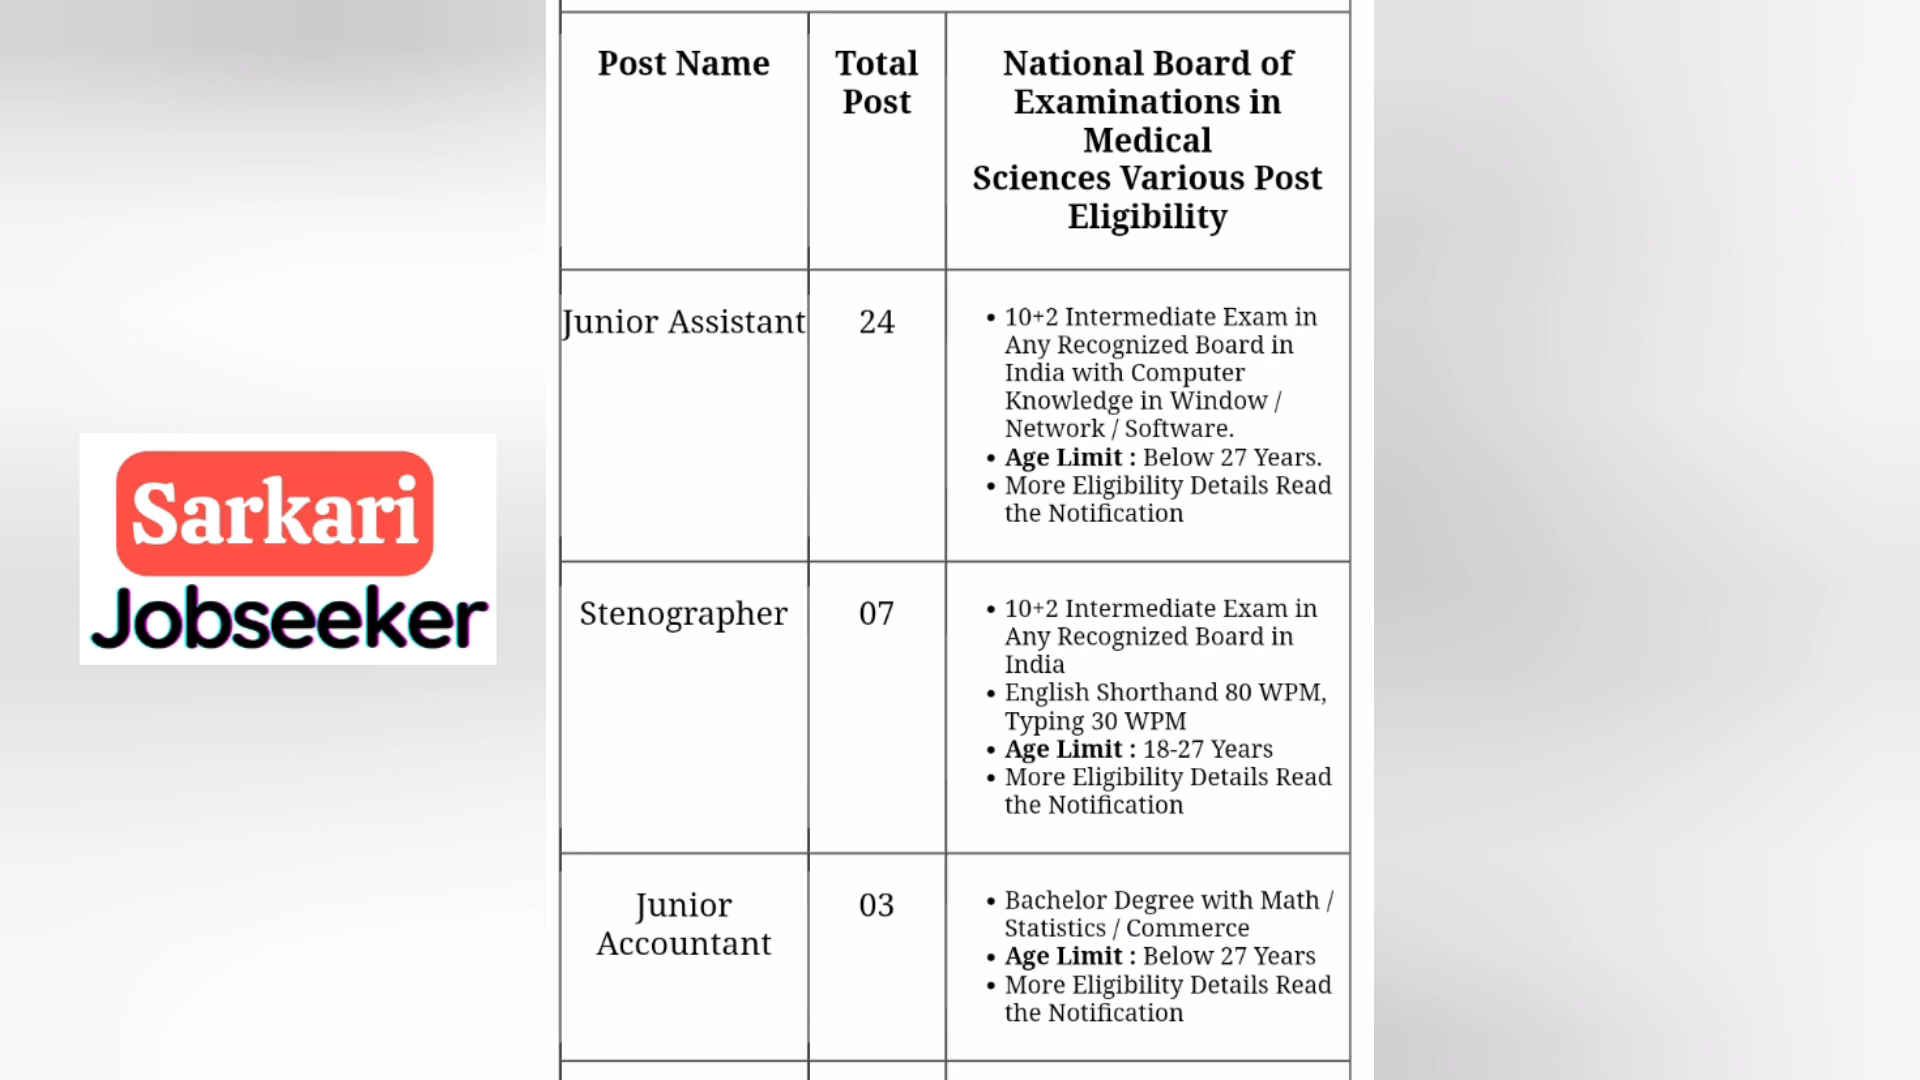 Sarkari
Jobseeker
Post Name
Total
Post
National Board of
Examinations in
Medical
Sciences Various Post
Eligibility
Junior Assistant
24
• 10+2 Intermediate Exam in
Any Recognized Board in
India with Computer
Knowledge in Window /
Network / Software.
• Age Limit : Below 27 Years.
• More Eligibility Details Read
the Notification
Stenographer
07
• 10+2 Intermediate Exam in
Any Recognized Board in
India
• English Shorthand 80 WPM,
Typing 30 WPM
• Age Limit : 18-27 Years
• More Eligibility Details Read
the Notification
Junior
Accountant
03
• Bachelor Degree with Math /
Statistics / Commerce
• Age Limit : Below 27 Years
• More Eligibility Details Read
the Notification